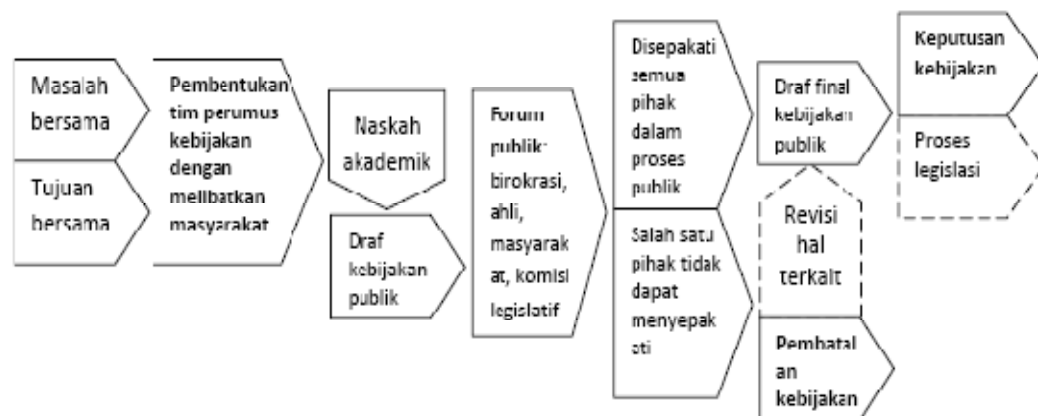 Masalah
bersama
Tujuan
bersama
Pembentukan
tim perumus
kebijakan
dengan
melibatkan
masyarakat
Naskah
akademik
Draf
kebijakan
publik
Forum
publik:
birokrasi,
ahli,
masyarak
at, komisi
legislatif
Disepakati
semua
pihak
dalam
proses
publik
Salah satu
pihak tidak
dapat
menyepak
ati
Draf final
kebijakan
publik
Revisi
hal
terkait
Pembatal
an
kebijakan
Keputusan
kebijakan
Proses
legislasi